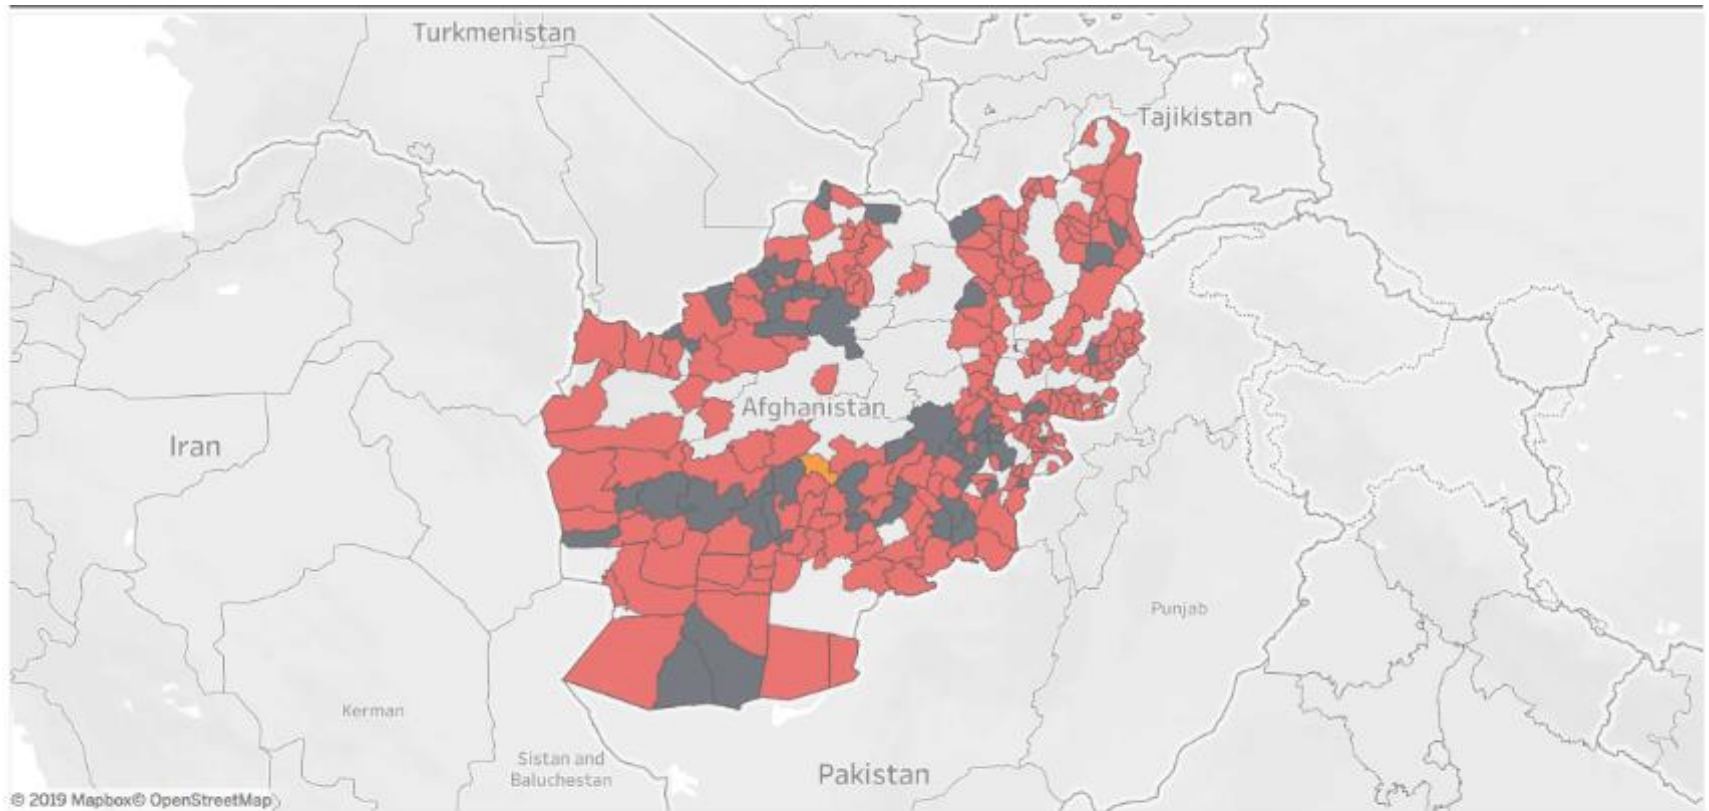 Turkmenistan
Tajikistan
Afghanistan
Iran
Punjab
Kerman
Sistan and
Baluchestan
Pakistan
© 2019 Mapbox© OpenStreetMap